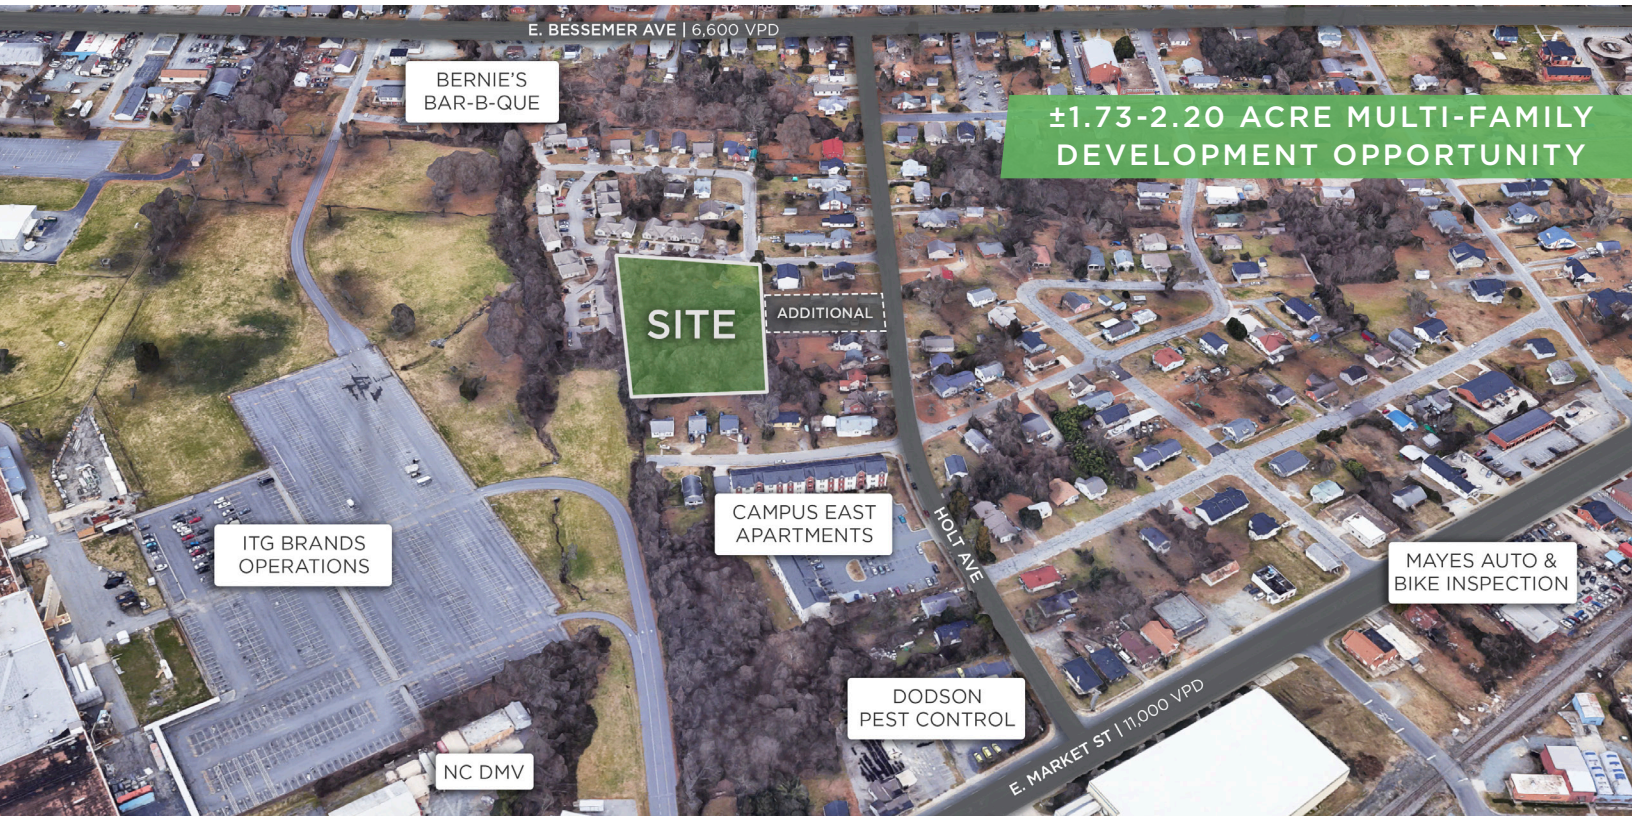 E. BESSEMER AVE | 6,600 VPD
BERNIE'S
BAR-B-QUE
±1.73-2.20 ACRE MULTI-FAMILY
DEVELOPMENT OPPORTUNITY
SITE
ADDITIONAL
HOLT AVE
CAMPUS EAST
APARTMENTS
ITG BRANDS
OPERATIONS
MAYES AUTO &
BIKE INSPECTION
DODSON
PEST CONTROL
E. MARKET ST | 11,000 VPD
NC DMV